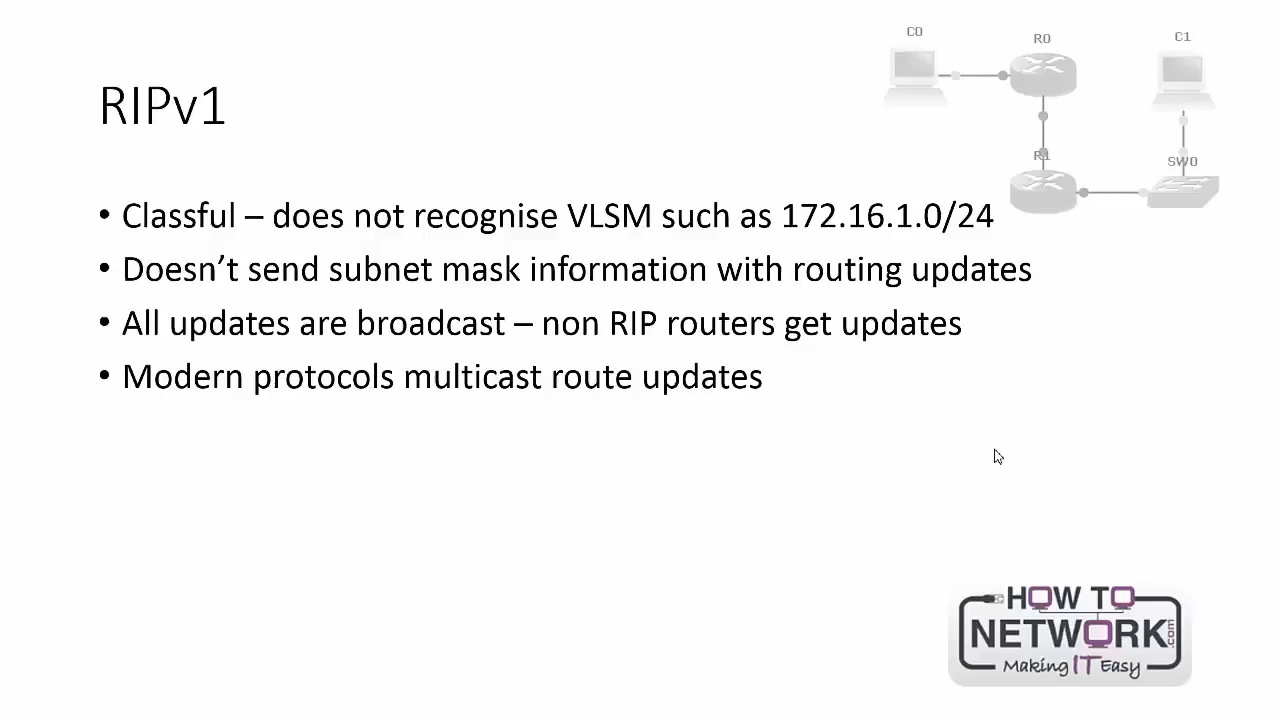 C0
R0
C1
RIPv1
R1
SW0
• Classful – does not recognise VLSM such as 172.16.1.0/24
• Doesn’t send subnet mask information with routing updates
• All updates are broadcast – non RIP routers get updates
• Modern protocols multicast route updates
HOW TO
NETWORK.com
Making IT Easy